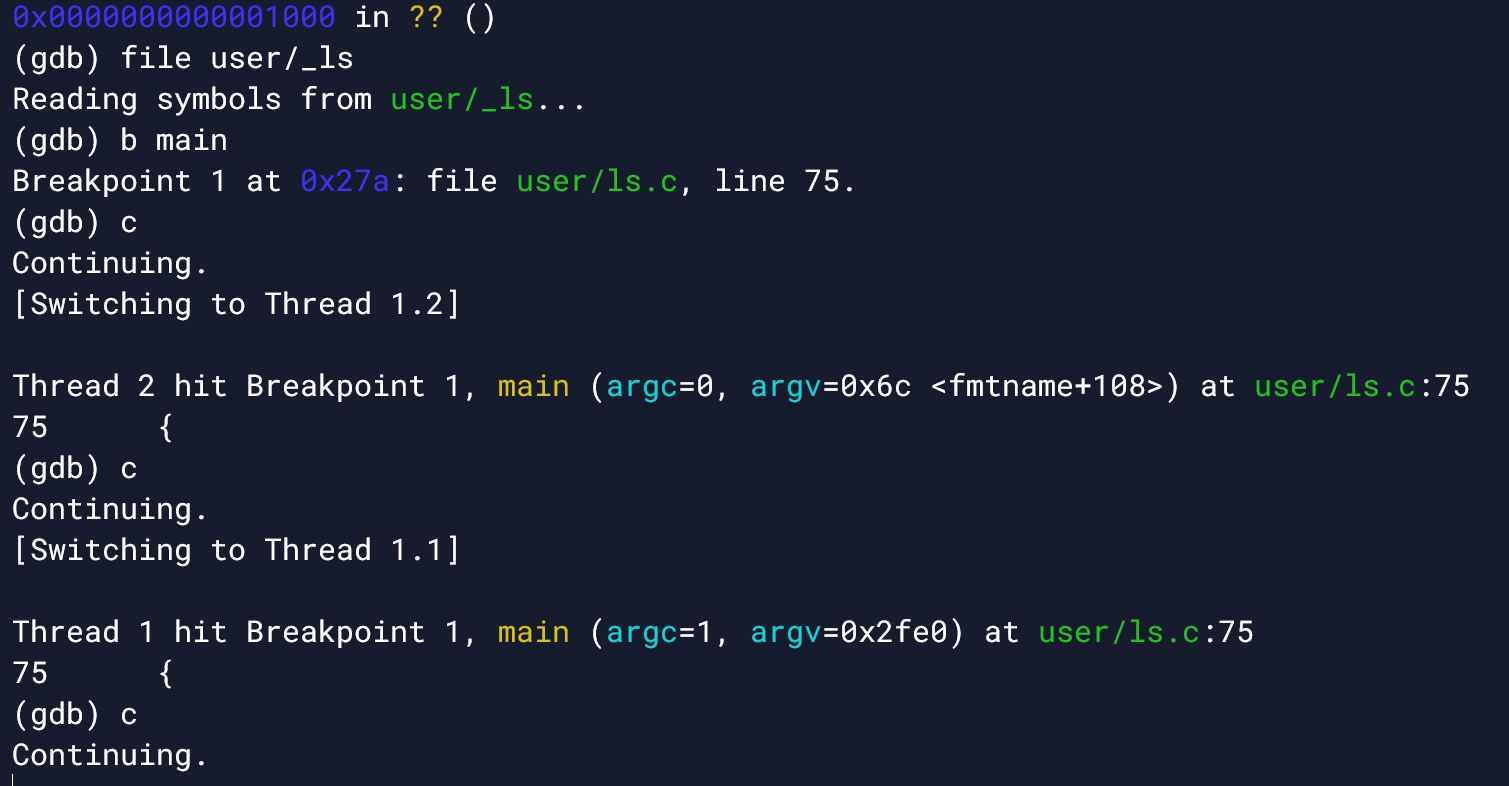 0x0000000000001000 in ?? ()
(gdb) file user/_ls
Reading symbols from user/_ls...
(gdb) b main
Breakpoint 1 at 0x27a: file user/ls.c, line 75.
(gdb) c
Continuing.
[Switching to Thread 1.2]
Thread 2 hit Breakpoint 1, main (argc=0, argv=0x6c <fmtname+108>) at user/ls.c:75
75      {
(gdb) c
Continuing.
[Switching to Thread 1.1]
Thread 1 hit Breakpoint 1, main (argc=1, argv=0x2fe0) at user/ls.c:75
75      {
(gdb) c
Continuing.